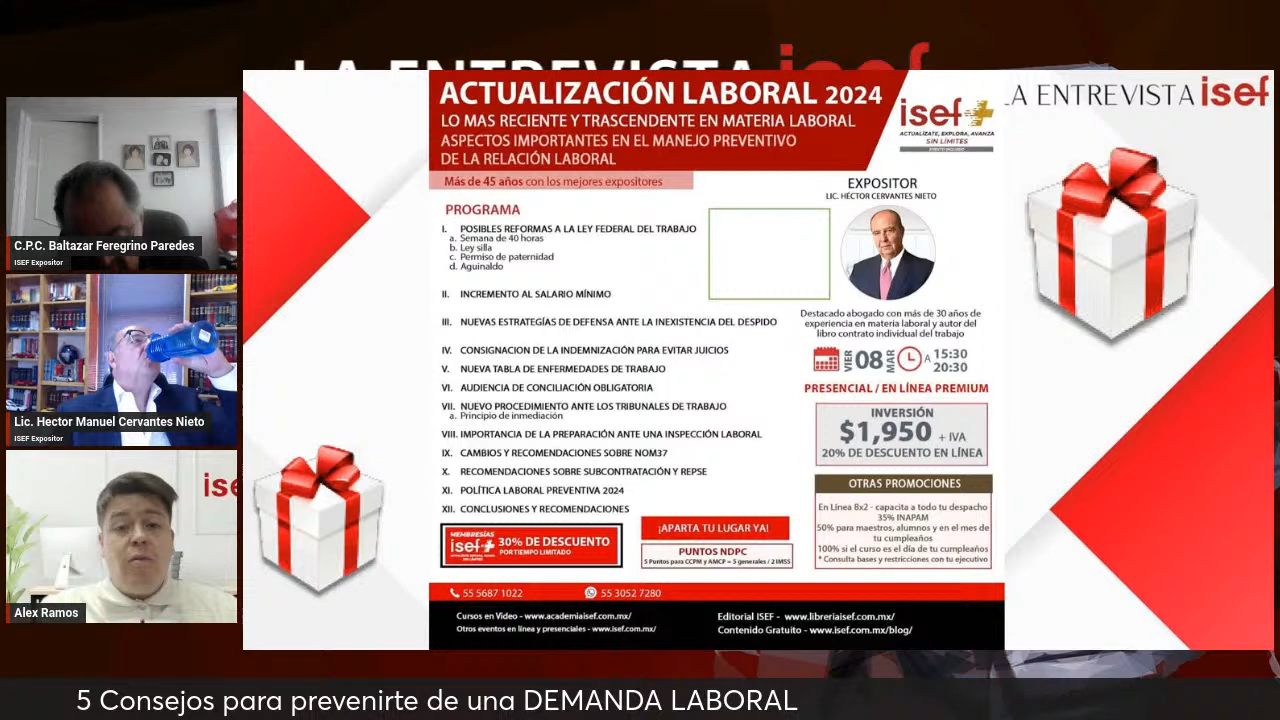 LA ENTREVISTA isef
C.P.C. Baltazar Feregrino Paredes
ISEF Expositor
Lic. Hector Manuel Cervantes Nieto
ISEF Expositor
ise
Alex Ramos
ACTUALIZACIÓN LABORAL 2024
LO MAS RECIENTE Y TRASCENDENTE EN MATERIA LABORAL
ASPECTOS IMPORTANTES EN EL MANEJO PREVENTIVO
DE LA RELACIÓN LABORAL
Más de 45 años con los mejores expositores
isef+
ACTUALÍZATE, EXPLORA, AVANZA
SIN LÍMITES
A ENTREVISTA isef
PROGRAMA
I. POSIBLES REFORMAS A LA LEY FEDERAL DEL TRABAJO
a. Semana de 40 horas
b. Ley silla
c. Permiso de paternidad
d. Aguinaldo
II. INCREMENTO AL SALARIO MÍNIMO
III. NUEVAS ESTRATEGÍAS DE DEFENSA ANTE LA INEXISTENCIA DEL DESPIDO
IV. CONSIGNACION DE LA INDEMNIZACIÓN PARA EVITAR JUICIOS
V. NUEVA TABLA DE ENFERMEDADES DE TRABAJO
VI. AUDIENCIA DE CONCILIACIÓN OBLIGATORIA
VII. NUEVO PROCEDIMIENTO ANTE LOS TRIBUNALES DE TRABAJO
a. Principio de inmediación
VIII. IMPORTANCIA DE LA PREPARACIÓN ANTE UNA INSPECCIÓN LABORAL
IX. CAMBIOS Y RECOMENDACIONES SOBRE NOM37
X. RECOMENDACIONES SOBRE SUBCONTRATACIÓN Y REPSE
XI. POLÍTICA LABORAL PREVENTIVA 2024
XII. CONCLUSIONES Y RECOMENDACIONES
EXPOSITOR
LIC. HÉCTOR CERVANTES NIETO
Destacado abogado con más de 30 años de
experiencia en materia laboral y autor del
libro contrato individual del trabajo
VIER 08 MAR A 15:30
20:30
PRESENCIAL / EN LÍNEA PREMIUM
INVERSIÓN
$1,950 + IVA
20% DE DESCUENTO EN LÍNEA
OTRAS PROMOCIONES
En Línea 8x2 - capacita a todo tu despacho
35% INAPAM
50% para maestros, alumnos y en el mes de
tu cumpleaños
100% si el curso es el día de tu cumpleaños
* Consulta bases y restricciones con tu ejecutivo
MEMBRESÍAS
isef+
30% DE DESCUENTO
POR TIEMPO LIMITADO
¡APARTA TU LUGAR YA!
PUNTOS NDPC
5 Puntos para CCPM y AMCP = 5 generales / 2 IMSS
55 5687 1022
55 3052 7280
Cursos en Video - www.academiaisef.com.mx/
Otros eventos en línea y presenciales - www.isef.com.mx/
Editorial ISEF - www.libreriaisef.com.mx/
Contenido Gratuito - www.isef.com.mx/blog/
5 Consejos para prevenirte de una DEMANDA LABORAL